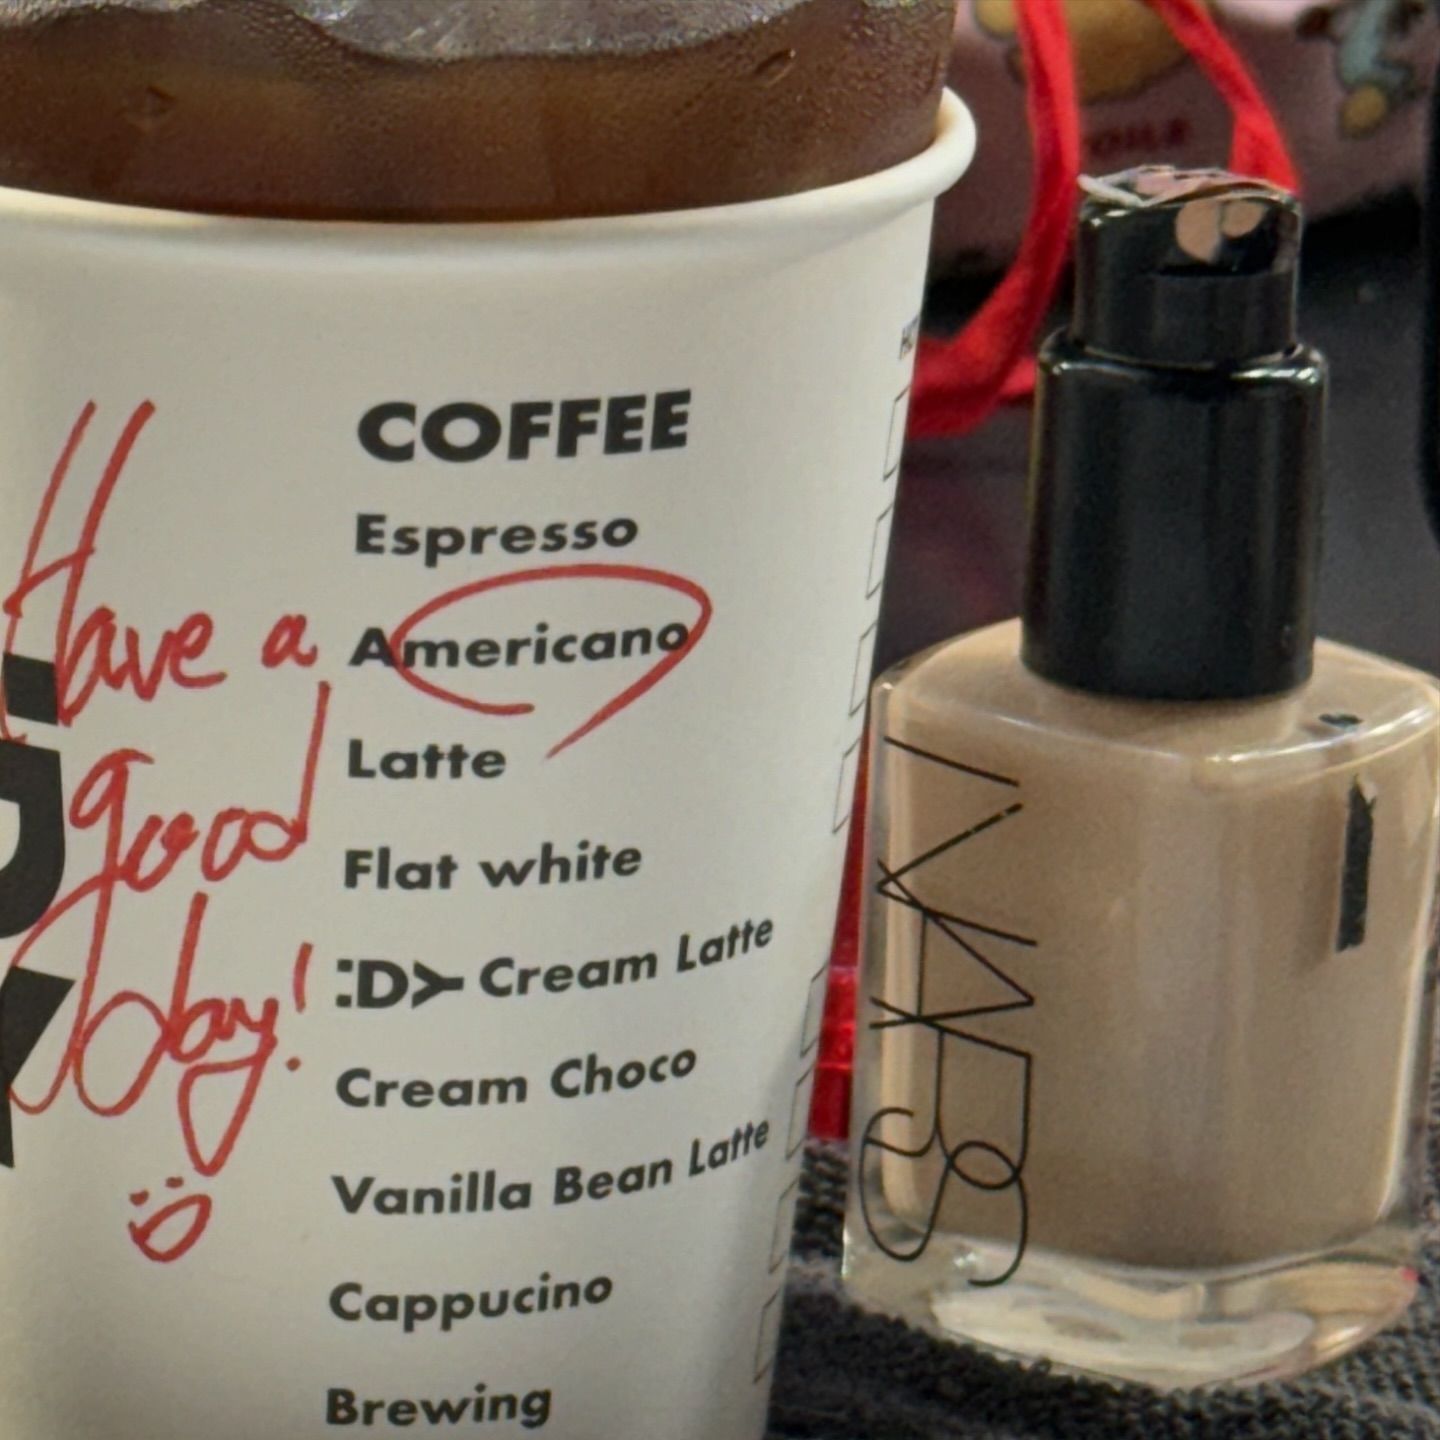 COFFEE
Espresso
Americano
Latte
Flat white
:DY Cream Latte
Cream Choco
Vanilla Bean Latte
Cappucino
Brewing
Have a
good
day!
NARS